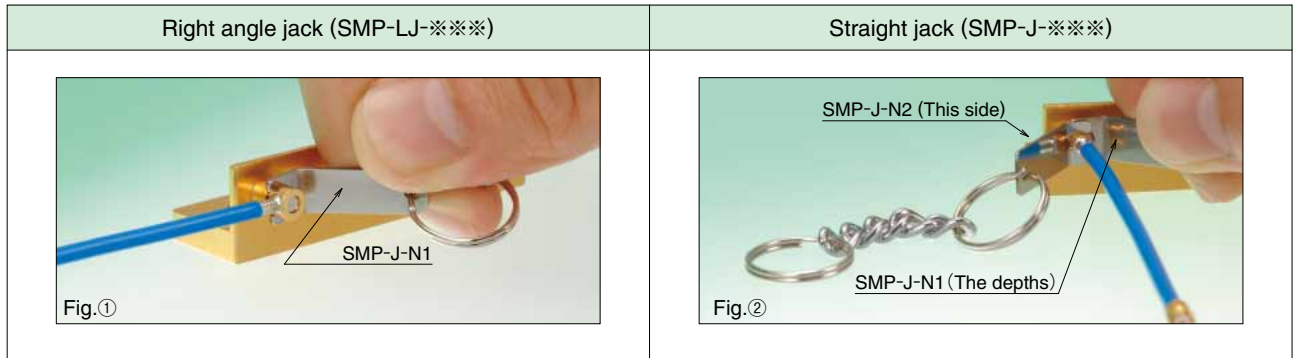 Right angle jack (SMP-LJ-※※※)
Straight jack (SMP-J-※※※)
SMP-J-N1
Fig.①
SMP-J-N2 (This side)
SMP-J-N1（The depths）
Fig.②